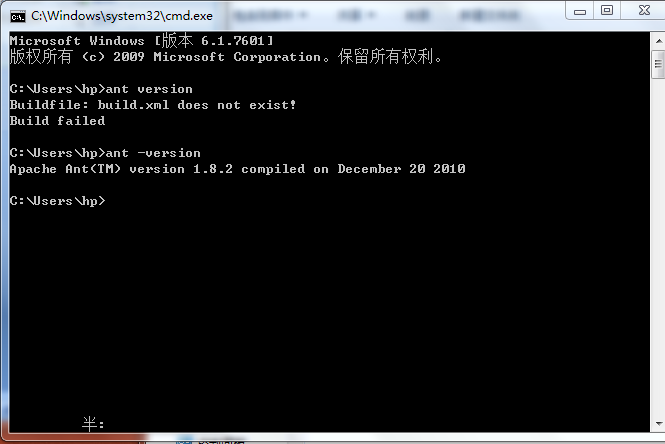 C:\Windows\system32\cmd.exe
Microsoft Windows [版本 6.1.7601]
版权所有 (c) 2009 Microsoft Corporation。保留所有权利。
C:\Users\hp>ant version
Buildfile: build.xml does not exist!
Build failed
C:\Users\hp>ant -version
Apache Ant(TM) version 1.8.2 compiled on December 20 2010
C:\Users\hp>
半: